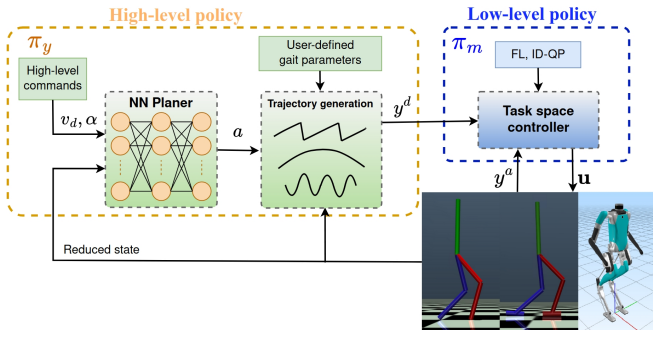 High-level policy
Low-level policy
π_y
High-level
commands
v_d, α
NN Planer
a
User-defined
gait parameters
Trajectory generation
y^d
π_m
FL, ID-QP
Task space
controller
y^a
u
Reduced state